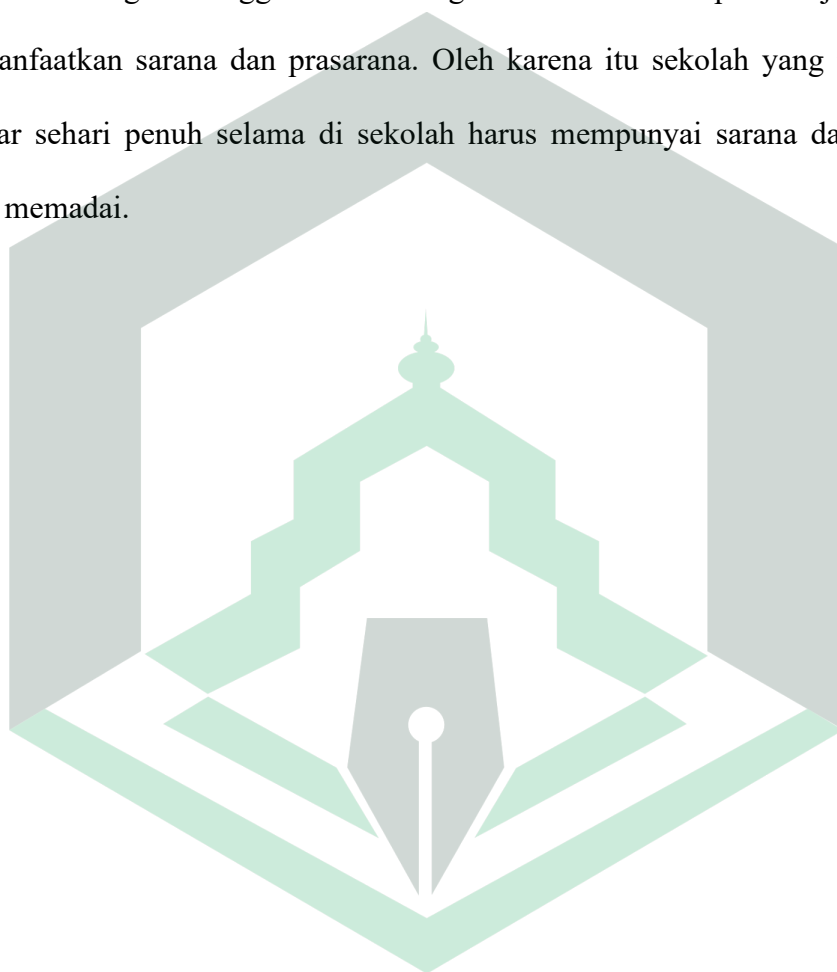 anfaatkan sarana dan prasarana. Oleh karena itu sekolah yang
ar sehari penuh selama di sekolah harus mempunyai sarana da
memadai.